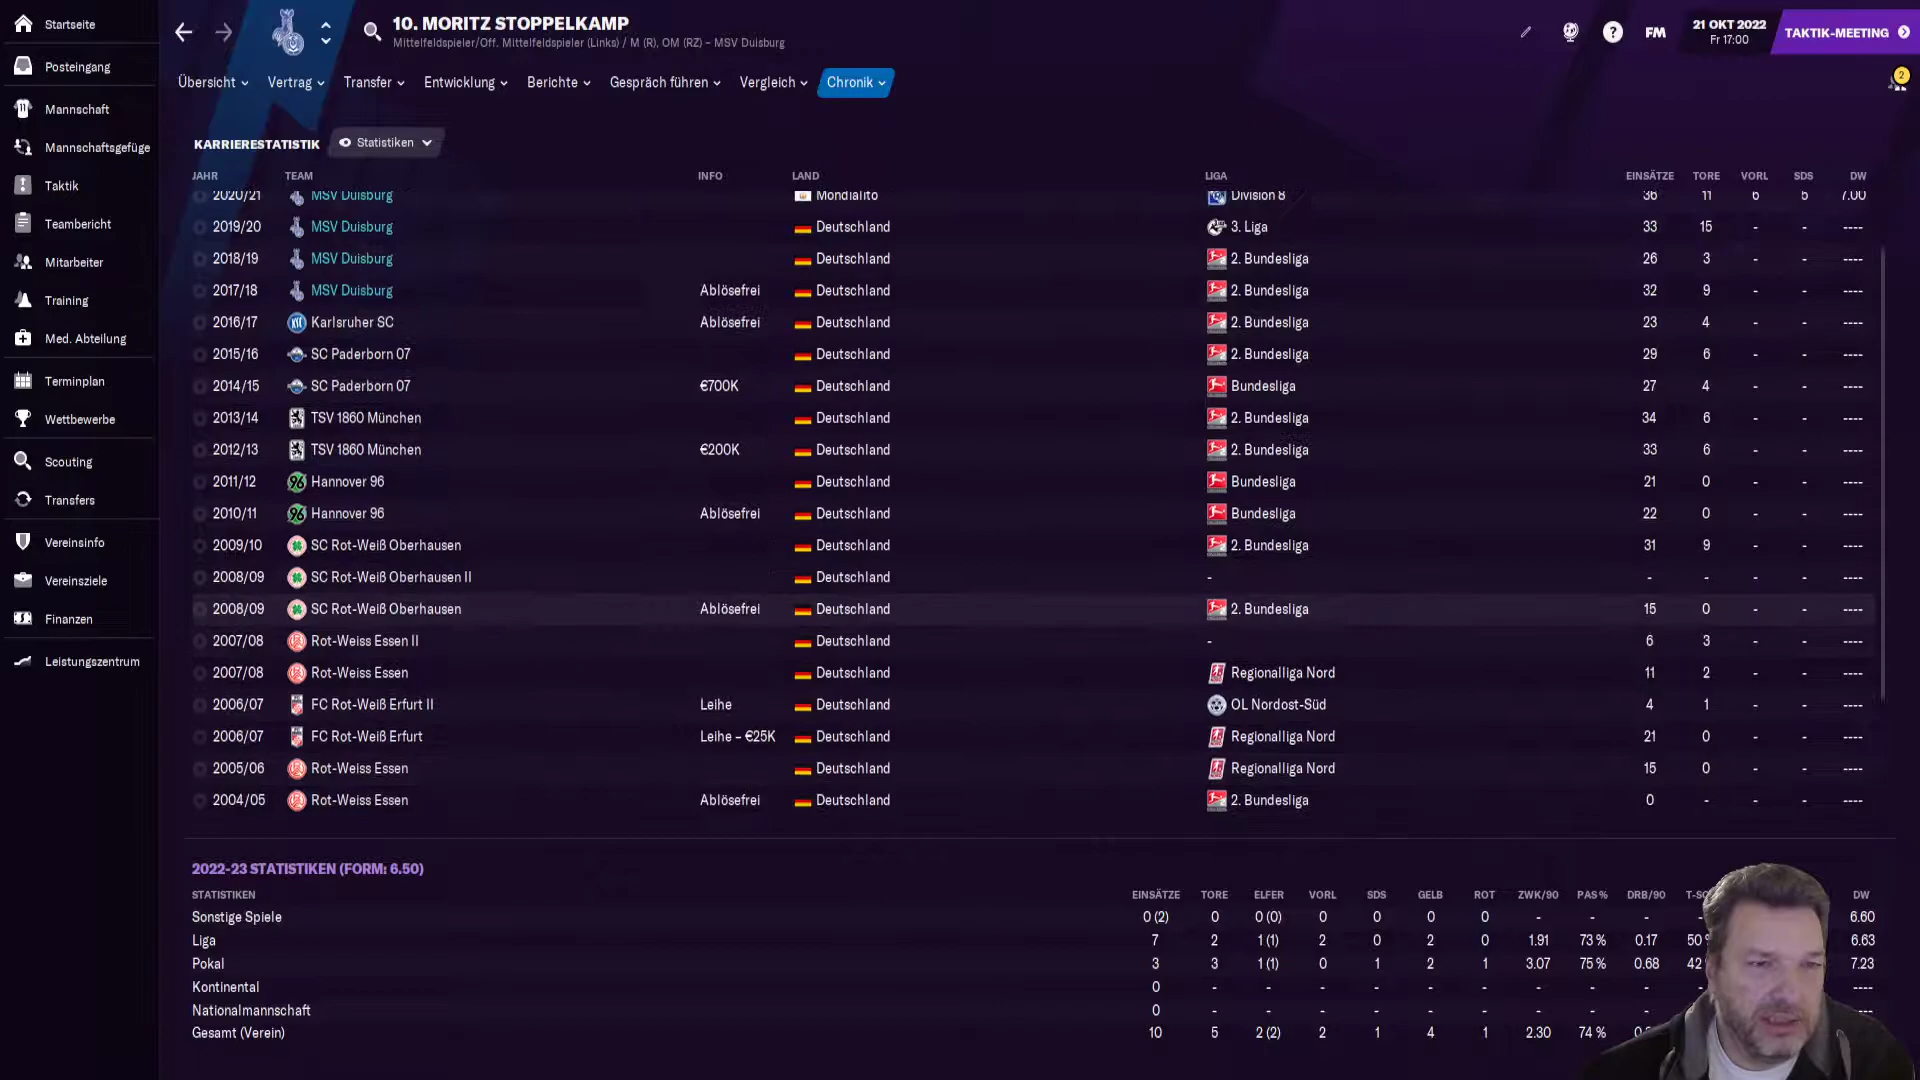 Startseite
Posteingang
Mannschaft
Mannschaftsgefüge
Taktik
Teambericht
Mitarbeiter
Training
Med. Abteilung
Terminplan
Wettbewerbe
Scouting
Transfers
Vereinsinfo
Vereinsziele
Finanzen
Leistungszentrum
10. MORITZ STOPPELKAMP
Mittelfeldspieler/Off. Mittelfeldspieler (Links) / M (R), OM (RZ) – MSV Duisburg
? FM 21 OKT 2022
Fr 17:00
TAKTIK-MEETING
2
Übersicht Vertrag Transfer Entwicklung Berichte Gespräch führen Vergleich Chronik
KARRIERESTATISTIK Statistiken
JAHR TEAM INFO LAND LIGA EINSÄTZE TORE VORL SDS DW
2020/21 MSV Duisburg Mondialito Division 8 36 11 6 5 7.00
2019/20 MSV Duisburg Deutschland 3. Liga 33 15 - - ----
2018/19 MSV Duisburg Deutschland 2. Bundesliga 26 3 - - ----
2017/18 MSV Duisburg Ablösefrei Deutschland 2. Bundesliga 32 9 - - ----
2016/17 Karlsruher SC Ablösefrei Deutschland 2. Bundesliga 23 4 - - ----
2015/16 SC Paderborn 07 Deutschland 2. Bundesliga 29 6 - - ----
2014/15 SC Paderborn 07 €700K Deutschland Bundesliga 27 4 - - ----
2013/14 TSV 1860 München Deutschland 2. Bundesliga 34 6 - - ----
2012/13 TSV 1860 München €200K Deutschland 2. Bundesliga 33 6 - - ----
2011/12 Hannover 96 Deutschland Bundesliga 21 0 - - ----
2010/11 Hannover 96 Ablösefrei Deutschland Bundesliga 22 0 - - ----
2009/10 SC Rot-Weiß Oberhausen Deutschland 2. Bundesliga 31 9 - - ----
2008/09 SC Rot-Weiß Oberhausen II Deutschland - - - - - ----
2008/09 SC Rot-Weiß Oberhausen Ablösefrei Deutschland 2. Bundesliga 15 0 - - ----
2007/08 Rot-Weiss Essen II Deutschland - 6 3 - - ----
2007/08 Rot-Weiss Essen Deutschland Regionalliga Nord 11 2 - - ----
2006/07 FC Rot-Weiß Erfurt II Leihe Deutschland OL Nordost-Süd 4 1 - - ----
2006/07 FC Rot-Weiß Erfurt Leihe – €25K Deutschland Regionalliga Nord 21 0 - - ----
2005/06 Rot-Weiss Essen Deutschland Regionalliga Nord 15 0 - - ----
2004/05 Rot-Weiss Essen Ablösefrei Deutschland 2. Bundesliga 0 - - - ----
2022-23 STATISTIKEN (FORM: 6.50)
STATISTIKEN EINSÄTZE TORE ELFER VORL SDS GELB ROT ZWK/90 PAS % DRB/90 DW
Sonstige Spiele 0 (2) 0 0 (0) 0 0 0 0 - - - - 6.60
Liga 7 2 1 (1) 2 0 2 0 1.91 73 % 0.17 50 6.63
Pokal 3 3 1 (1) 0 1 2 1 3.07 75 % 0.68 42 7.23
Kontinental 0 - - - - - - - - - - ----
Nationalmannschaft 0 - - - - - - - - - - ----
Gesamt (Verein) 10 5 2 (2) 2 1 4 1 2.30 74 %